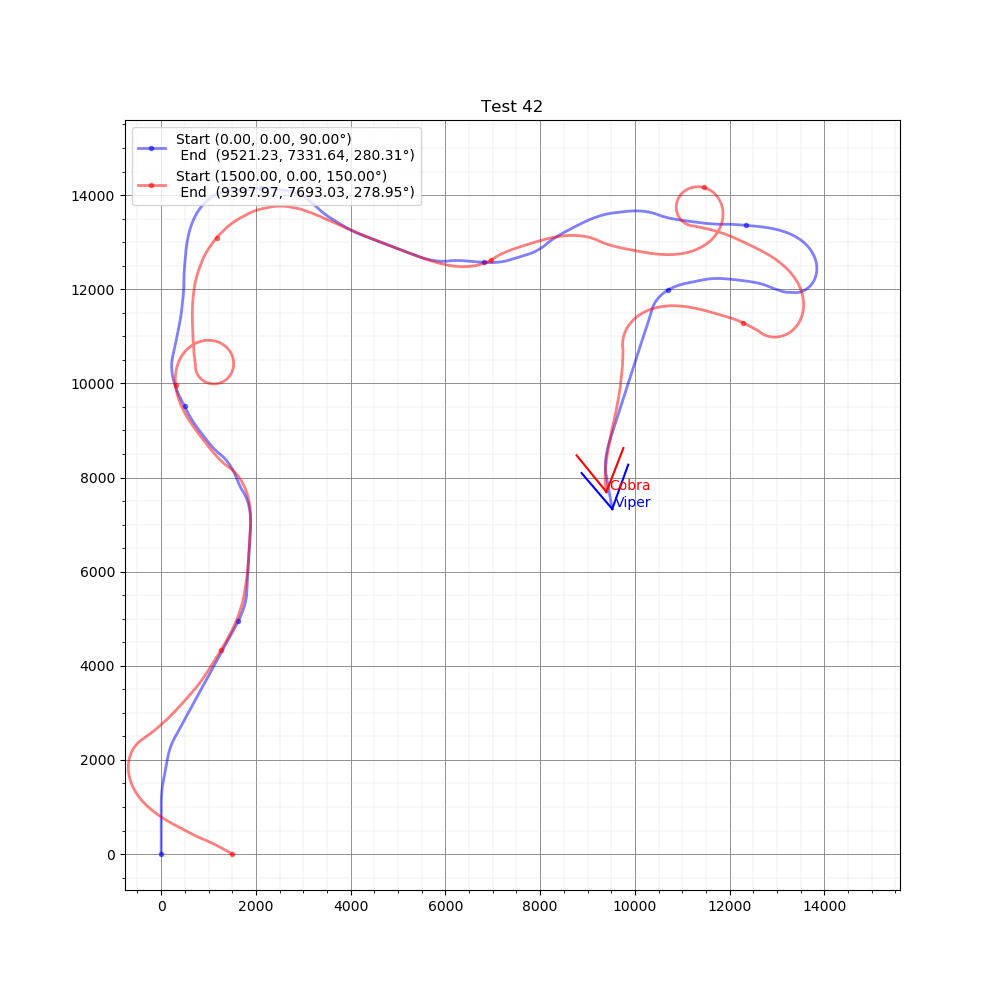 Test 42
Start (0.00, 0.00, 90.00°)
End (9521.23, 7331.64, 280.31°)
Start (1500.00, 0.00, 150.00°)
End (9397.97, 7693.03, 278.95°)
14000
12000
10000
8000
6000
4000
2000
0
Cobra
Viper
0 2000 4000 6000 8000 10000 12000 14000